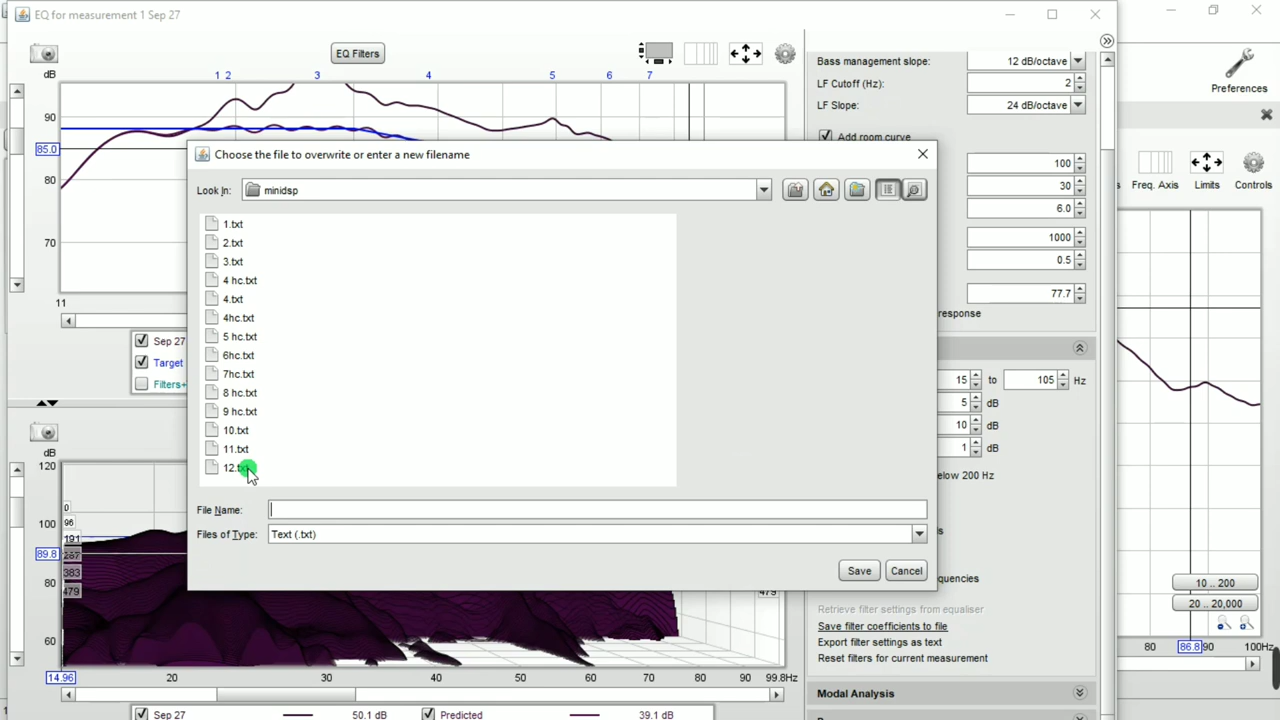 EQ for measurement 1 Sep 27
dB
EQ Filters
1 2 3 4 5 6 7
90
85.0
80
70
11
Sep 27
Target
Filters+
Bass management slope: 12 dB/octave
LF Cutoff (Hz): 2
LF Slope: 24 dB/octave
Add room curve
100
30
6.0
1000
0.5
77.7
response
15 to 105 Hz
5 dB
10 dB
1 dB
elow 200 Hz
s
quencies
Retrieve filter settings from equaliser
Save filter coefficients to file
Export filter settings as text
Reset filters for current measurement
Modal Analysis
Preferences
Freq. Axis
Limits
Controls
10 .. 200
20 .. 20,000
80 86.8 90 100Hz
Choose the file to overwrite or enter a new filename
Look In: minidsp
1.txt
2.txt
3.txt
4 hc.txt
4.txt
4hc.txt
5 hc.txt
6hc.txt
7hc.txt
8 hc.txt
9 hc.txt
10.txt
11.txt
12.txt
File Name:
Files of Type: Text (.txt)
Save
Cancel
dB
120
100
89.8
80
60
0
96
191
287
383
479
479
14.96 20 30 40 50 60 70 80 90 99.8Hz
Sep 27 50.1 dB
Predicted 39.1 dB